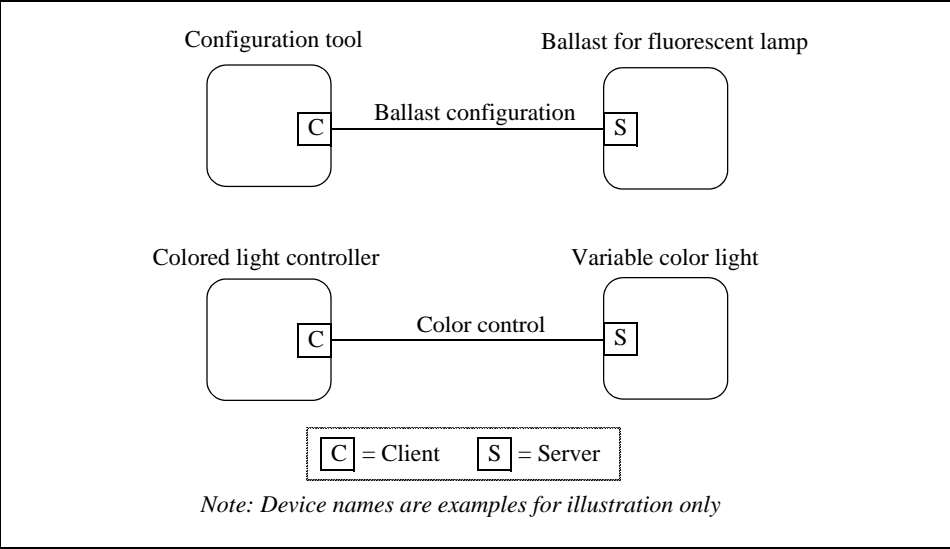 Configuration tool
Ballast for fluorescent lamp
C
Ballast configuration
S
Colored light controller
Variable color light
C
Color control
S
C = Client S = Server
Note: Device names are examples for illustration only